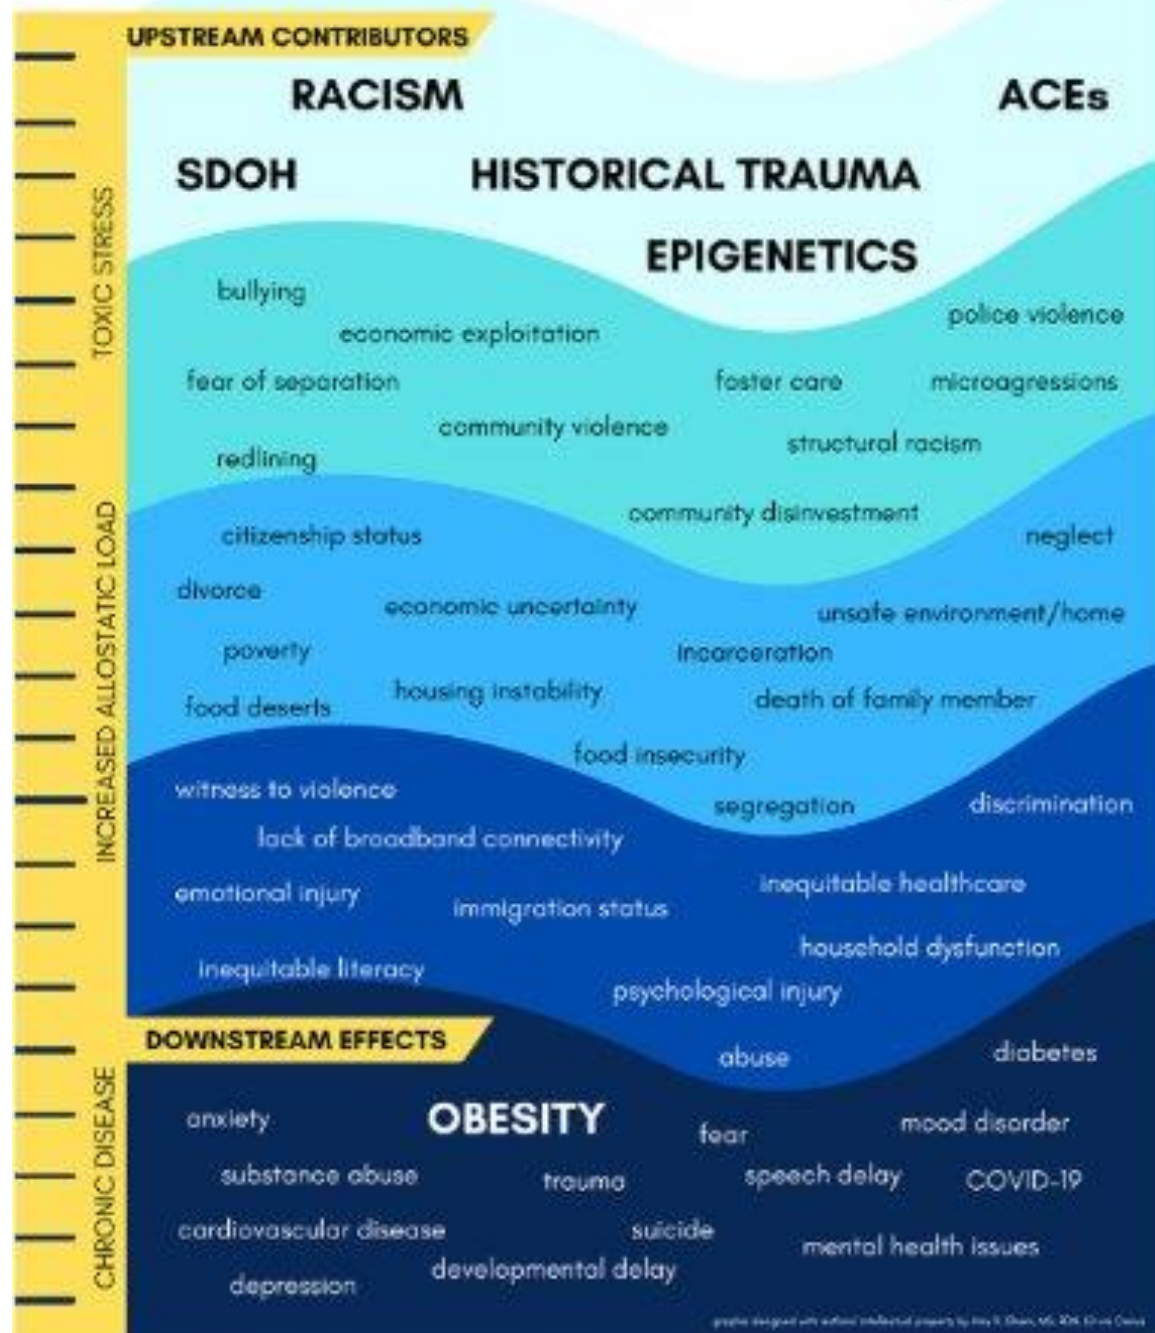 UPSTREAM CONTRIBUTORS
RACISM
ACEs
SDOH
HISTORICAL TRAUMA
EPIGENETICS
TOXIC STRESS
bullying
economic exploitation
police violence
fear of separation
foster care
microagressions
community violence
structural racism
redlining
community disinvestment
INCREASED ALLOSTATIC LOAD
citizenship status
neglect
divorce
economic uncertainty
unsafe environment/home
poverty
incarceration
housing instability
death of family member
food deserts
food insecurity
witness to violence
segregation
discrimination
lack of broadband connectivity
emotional injury
inequitable healthcare
immigration status
household dysfunction
inequitable literacy
psychological injury
DOWNSTREAM EFFECTS
abuse
diabetes
CHRONIC DISEASE
anxiety
OBESITY
fear
mood disorder
substance abuse
trauma
speech delay
COVID-19
cardiovascular disease
suicide
mental health issues
developmental delay
depression